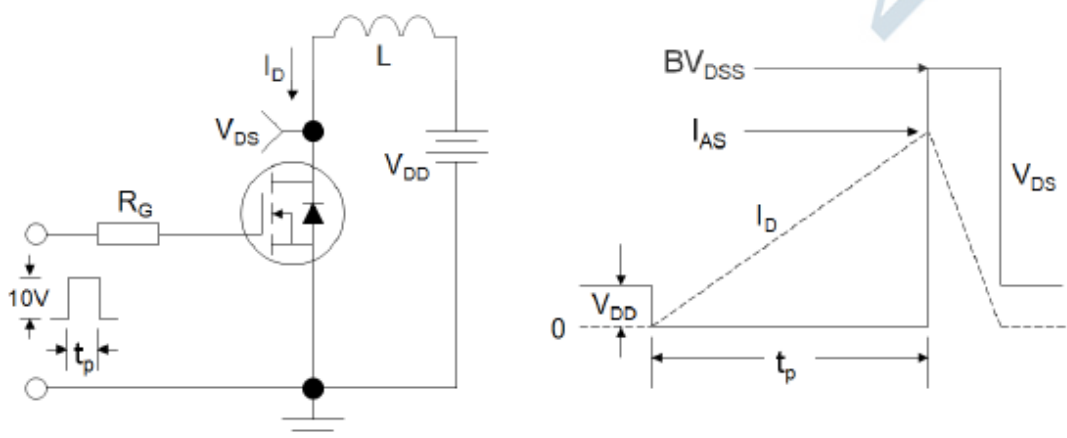 L
I_D
V_DS
V_DD
R_G
10V
t_p
BV_DSS
I_AS
V_DS
I_D
V_DD
0
t_p